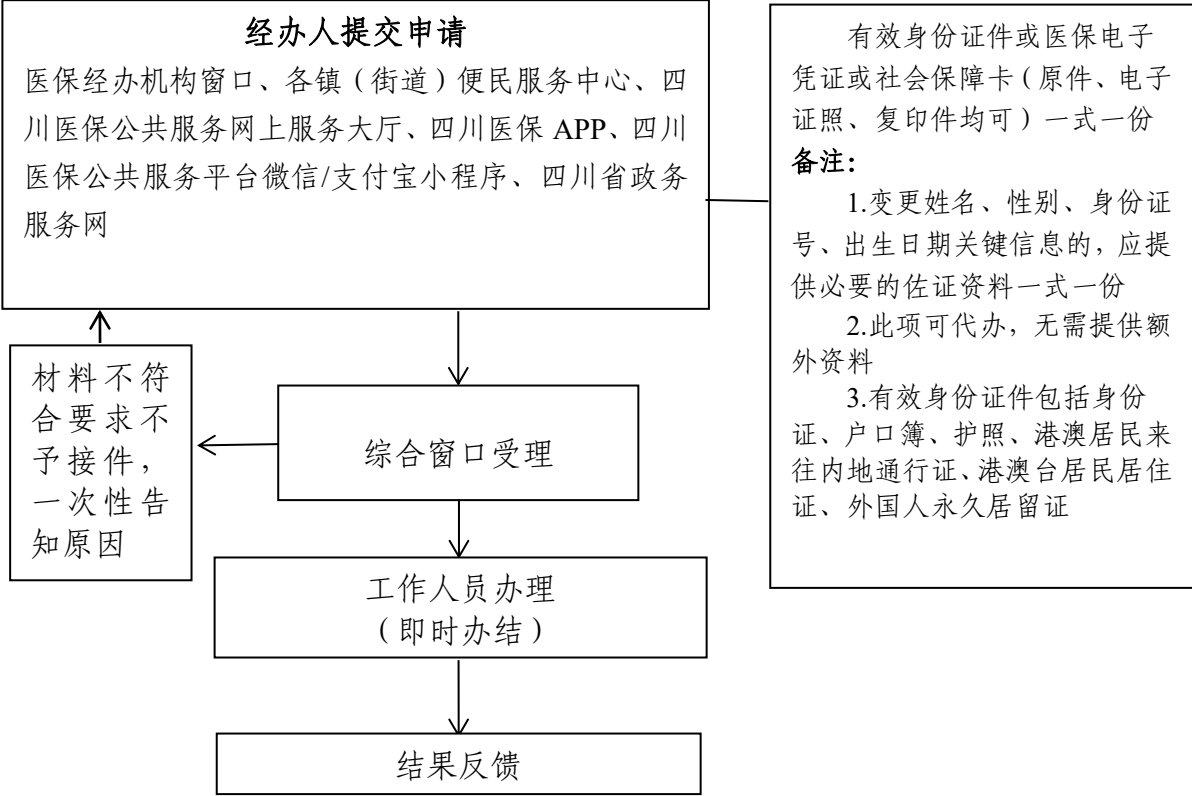 经办人提交申请
医保经办机构窗口、各镇（街道）便民服务中心、四
川医保公共服务网上服务大厅、四川医保 APP、四川
医保公共服务平台微信/支付宝小程序、四川省政务
服务网
有效身份证件或医保电子
凭证或社会保障卡（原件、电子
证照、复印件均可）一式一份
备注：
1.变更姓名、性别、身份证
号、出生日期关键信息的，应提
供必要的佐证资料一式一份
2.此项可代办，无需提供额
外资料
3.有效身份证件包括身份
证、户口簿、护照、港澳居民来
往内地通行证、港澳台居民居住
证、外国人永久居留证
材料不符
合要求不
予接件，
一次性告
知原因
综合窗口受理
工作人员办理
（即时办结）
结果反馈